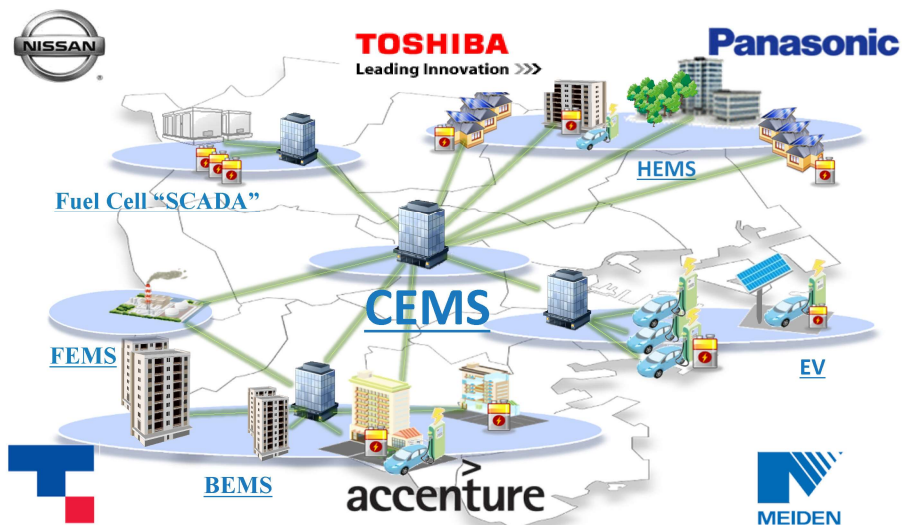 NISSAN
TOSHIBA
Leading Innovation >>>
Panasonic
HEMS
Fuel Cell “SCADA”
CEMS
FEMS
EV
BEMS
accenture
MEIDEN